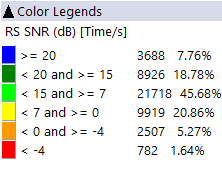 Color Legends
RS SNR (dB) [Time/s]
>= 20 3688 7.76%
< 20 and >= 15 8926 18.78%
< 15 and >= 7 21718 45.68%
< 7 and >= 0 9919 20.86%
< 0 and >= -4 2507 5.27%
< -4 782 1.64%